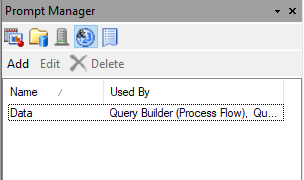 Prompt Manager
Add Edit Delete
Name Used By
Data Query Builder (Process Flow), Qu...